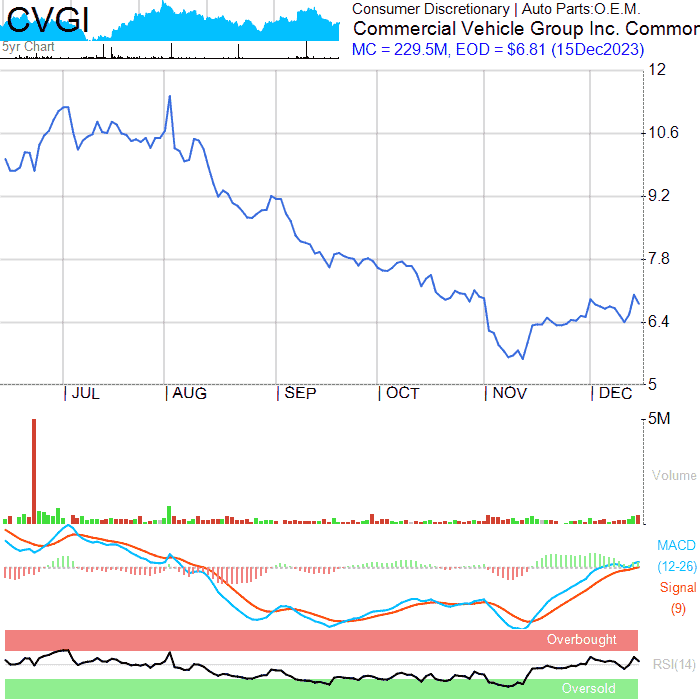 CVGI
5yr Chart
Consumer Discretionary | Auto Parts:O.E.M.
Commercial Vehicle Group Inc. Common
MC = 229.5M, EOD = $6.81 (15Dec2023)
12
10.6
9.2
7.8
6.4
5
JUL AUG SEP OCT NOV DEC
5M
Volume
MACD
(12-26)
Signal
(9)
Overbought
RSI(14)
Oversold